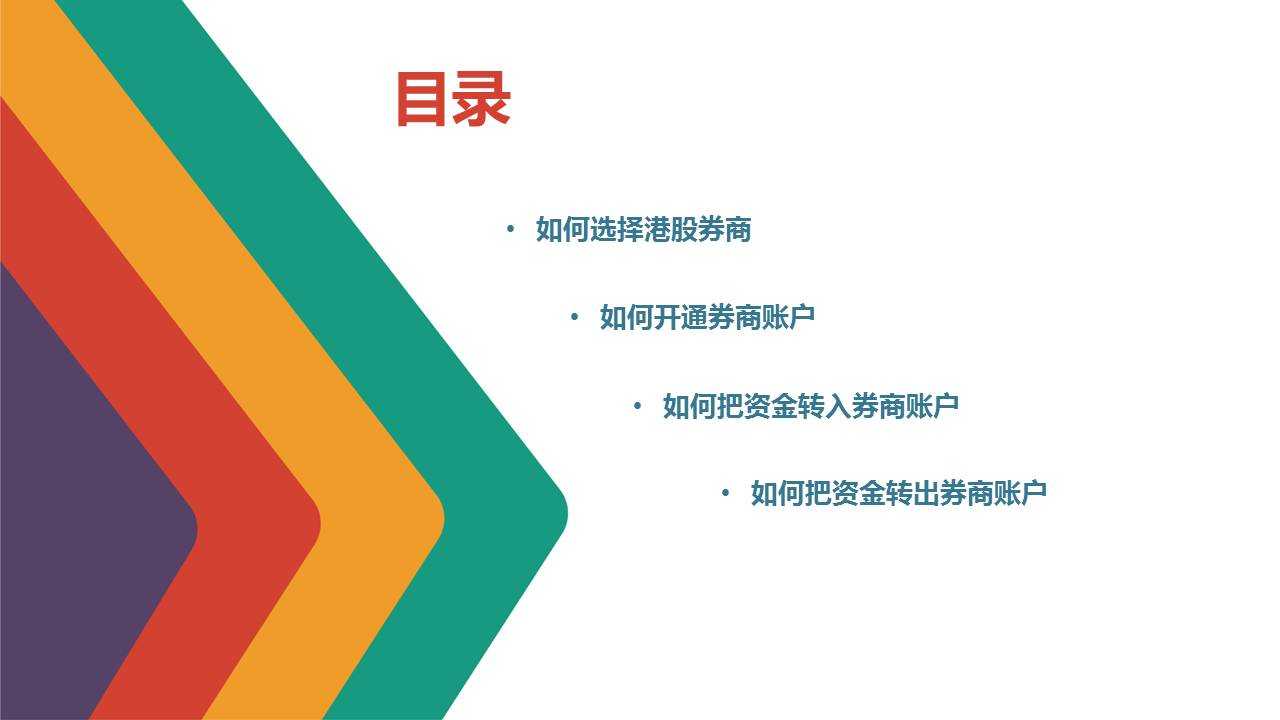 目录
• 如何选择港股券商
• 如何开通券商账户
• 如何把资金转入券商账户
• 如何把资金转出券商账户